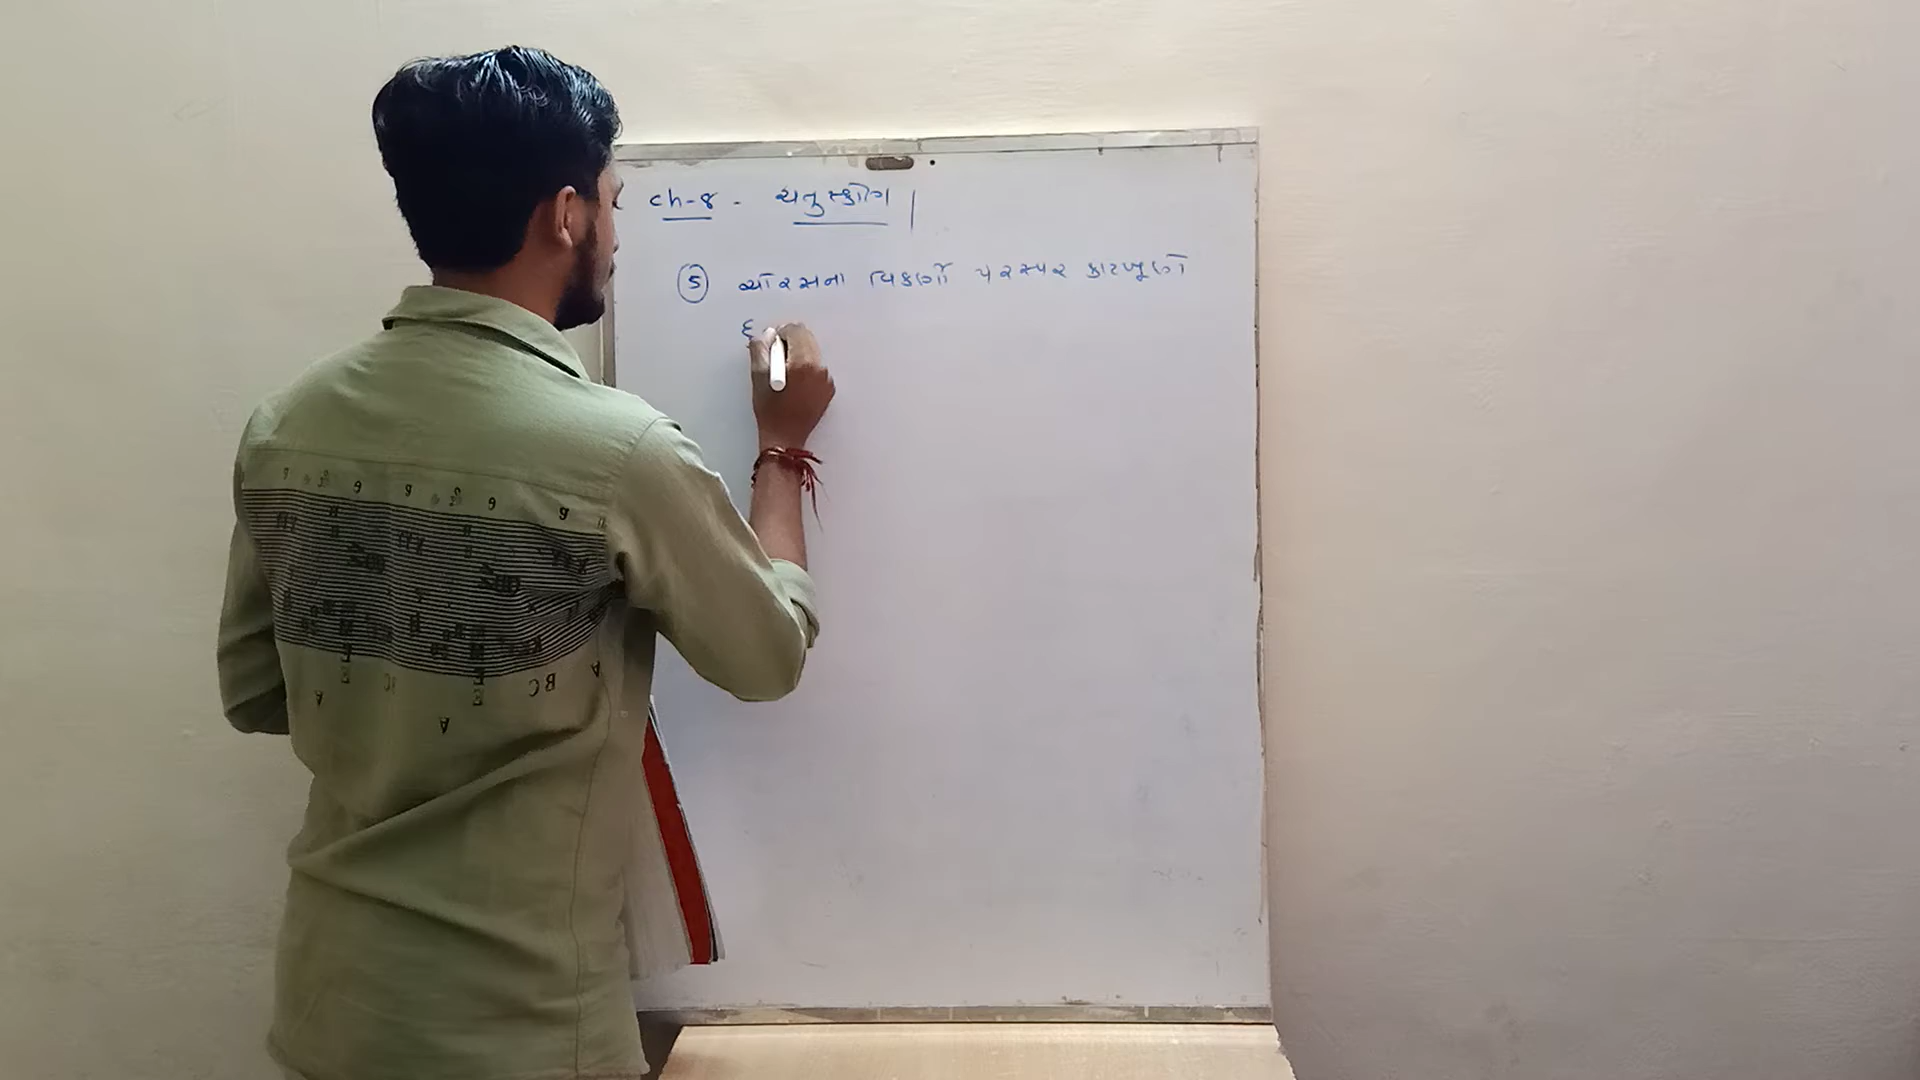 Ch-8 - ચતુષ્કોણ
5 ચોરસના વિકર્ણો પરસ્પર કાટખૂણે
દુ